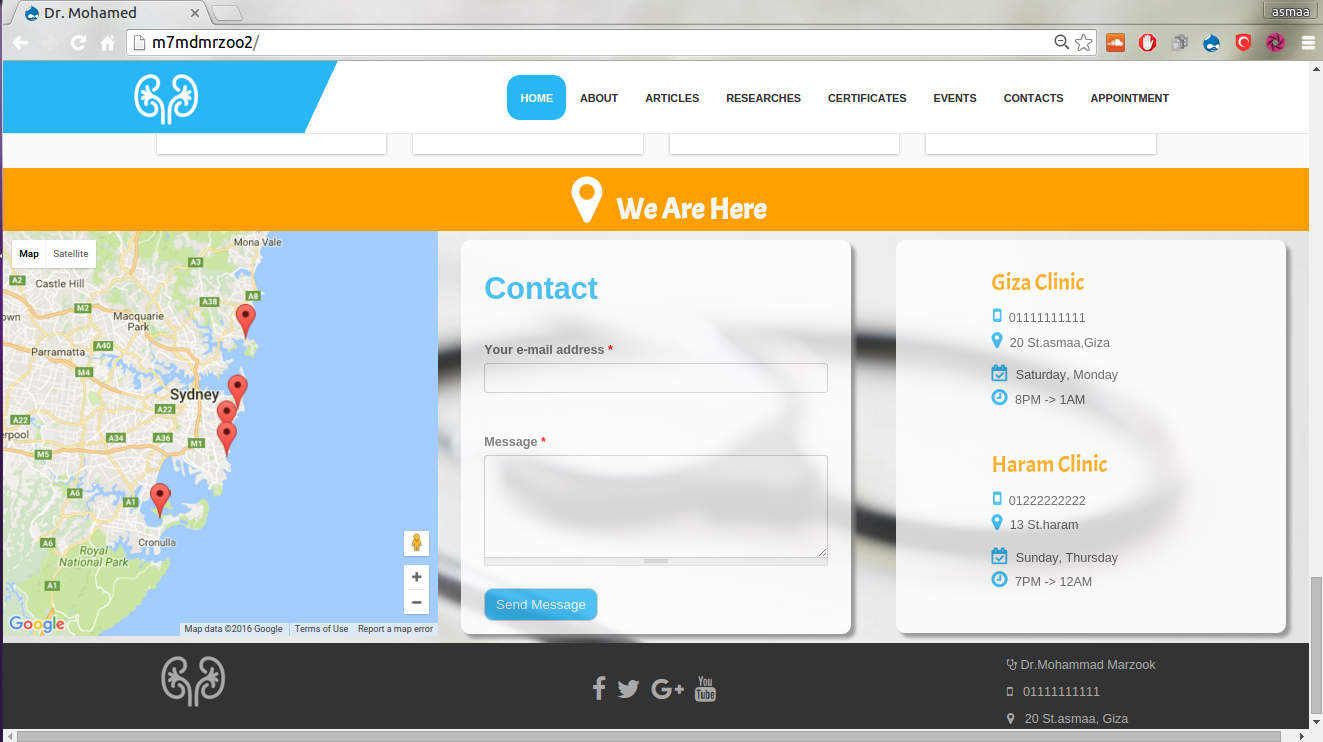 Dr. Mohamed
asmaa
m7mdmrzoo2/
HOME ABOUT ARTICLES RESEARCHES CERTIFICATES EVENTS CONTACTS APPOINTMENT
We Are Here
Map Satellite
Mona Vale
A3
A2
Castle Hill
A8
A38
M2
own
Macquarie
Park
A40
Parramatta
M4
Sydney
A22
A22
erpool
A34
A36
M1
M5
A6
A1
A6
Cronulla
Royal
National Park
A1
+
−
Google
Map data ©2016 Google Terms of Use Report a map error
Contact
Your e-mail address *
Message *
Send Message
Giza Clinic
01111111111
20 St.asmaa,Giza
Saturday, Monday
8PM -> 1AM
Haram Clinic
01222222222
13 St.haram
Sunday, Thursday
7PM -> 12AM
You
Tube
Dr.Mohammad Marzook
01111111111
20 St.asmaa, Giza